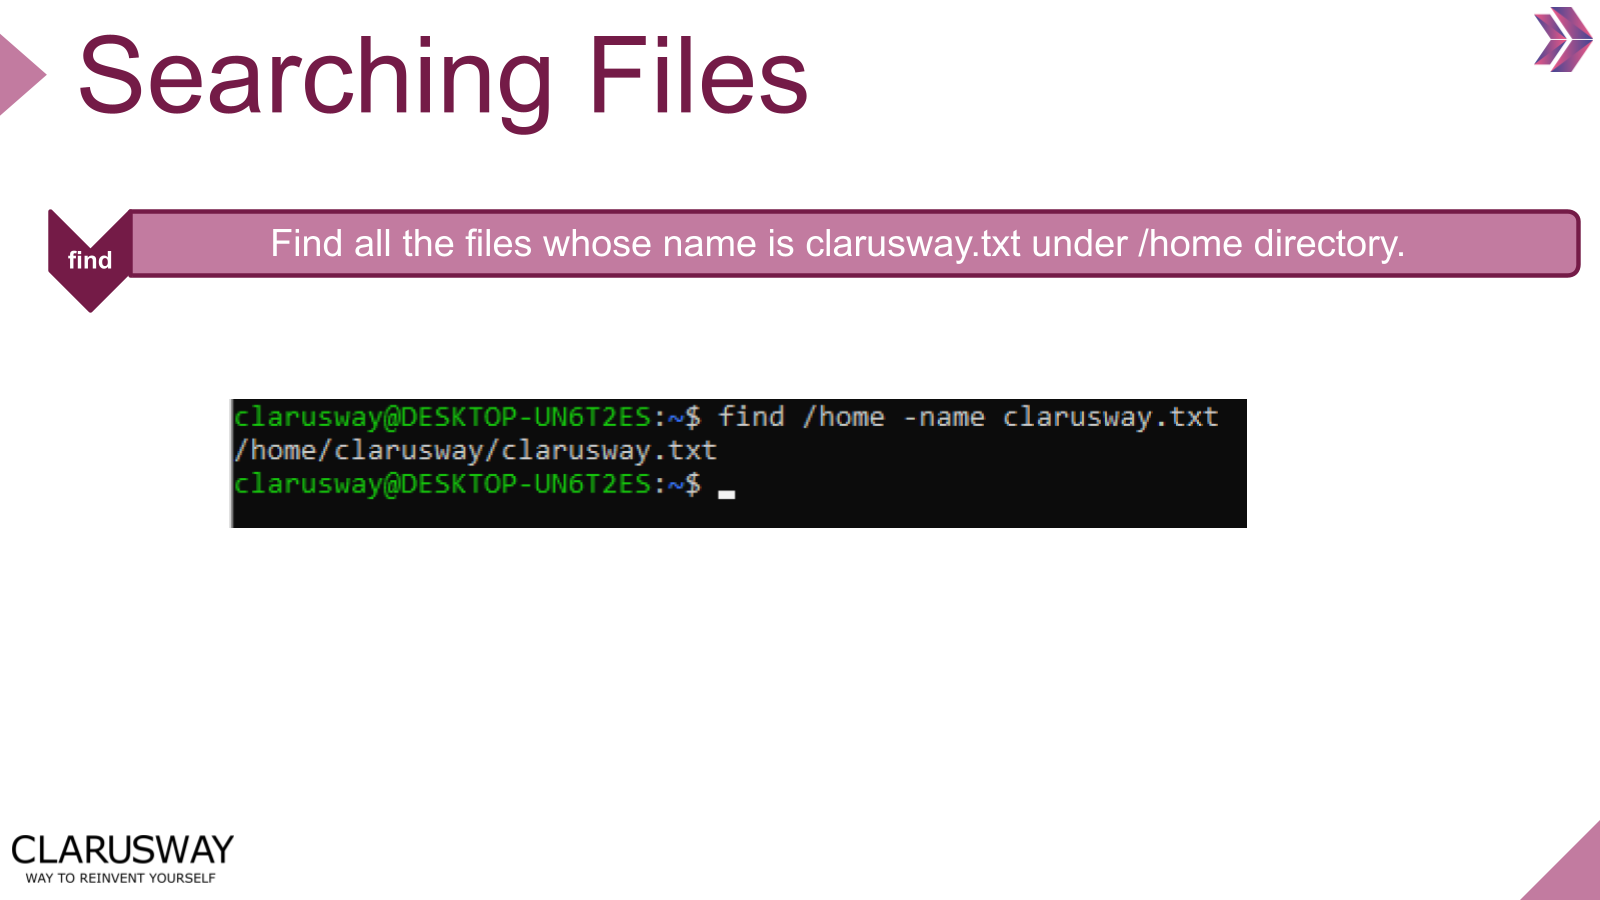 Searching Files
find
Find all the files whose name is clarusway.txt under /home directory.
clarusway@DESKTOP-UN6T2ES:~$ find /home -name clarusway.txt
/home/clarusway/clarusway.txt
clarusway@DESKTOP-UN6T2ES:~$
CLARUSWAY
WAY TO REINVENT YOURSELF